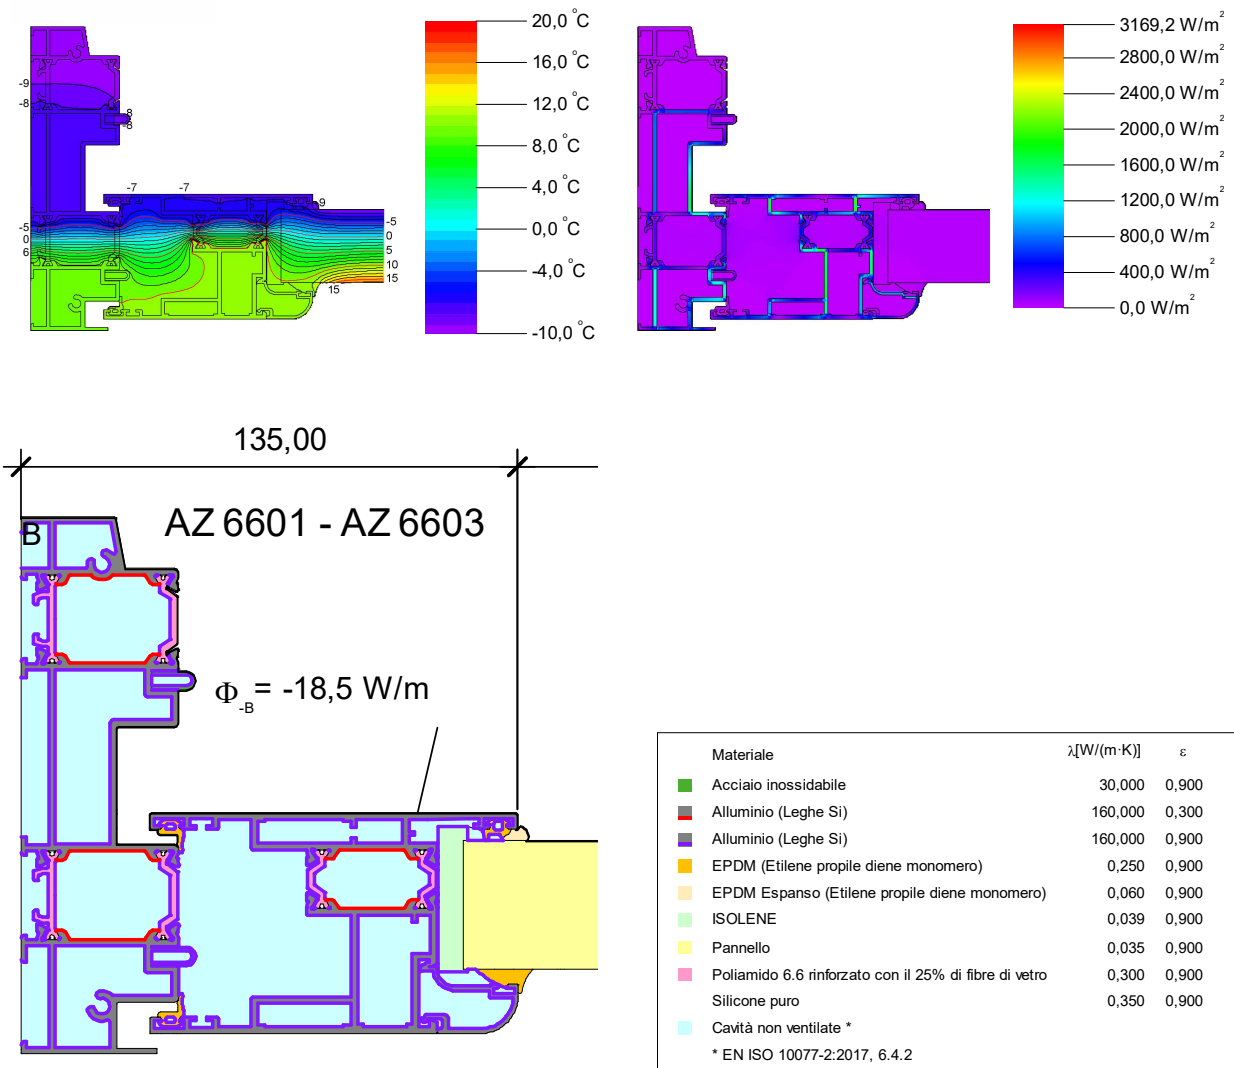 20,0 °C
16,0 °C
12,0 °C
8,0 °C
4,0 °C
0,0 °C
-4,0 °C
-8,0 °C
-10,0 °C
-9
-8
8
-8
-7
-7
-9
-5
0
6
-5
0
5
10
15
15
3169,2 W/m²
2800,0 W/m²
2400,0 W/m²
2000,0 W/m²
1600,0 W/m²
1200,0 W/m²
800,0 W/m²
400,0 W/m²
0,0 W/m²
135,00
B
AZ 6601 - AZ 6603
Φ-B = -18,5 W/m
Materiale λ[W/(m·K)] ε
Acciaio inossidabile 30,000 0,900
Alluminio (Leghe Si) 160,000 0,300
Alluminio (Leghe Si) 160,000 0,900
EPDM (Etilene propile diene monomero) 0,250 0,900
EPDM Espanso (Etilene propile diene monomero) 0,060 0,900
ISOLENE 0,039 0,900
Pannello 0,035 0,900
Poliamido 6.6 rinforzato con il 25% di fibre di vetro 0,300 0,900
Silicone puro 0,350 0,900
Cavità non ventilate *
* EN ISO 10077-2:2017, 6.4.2